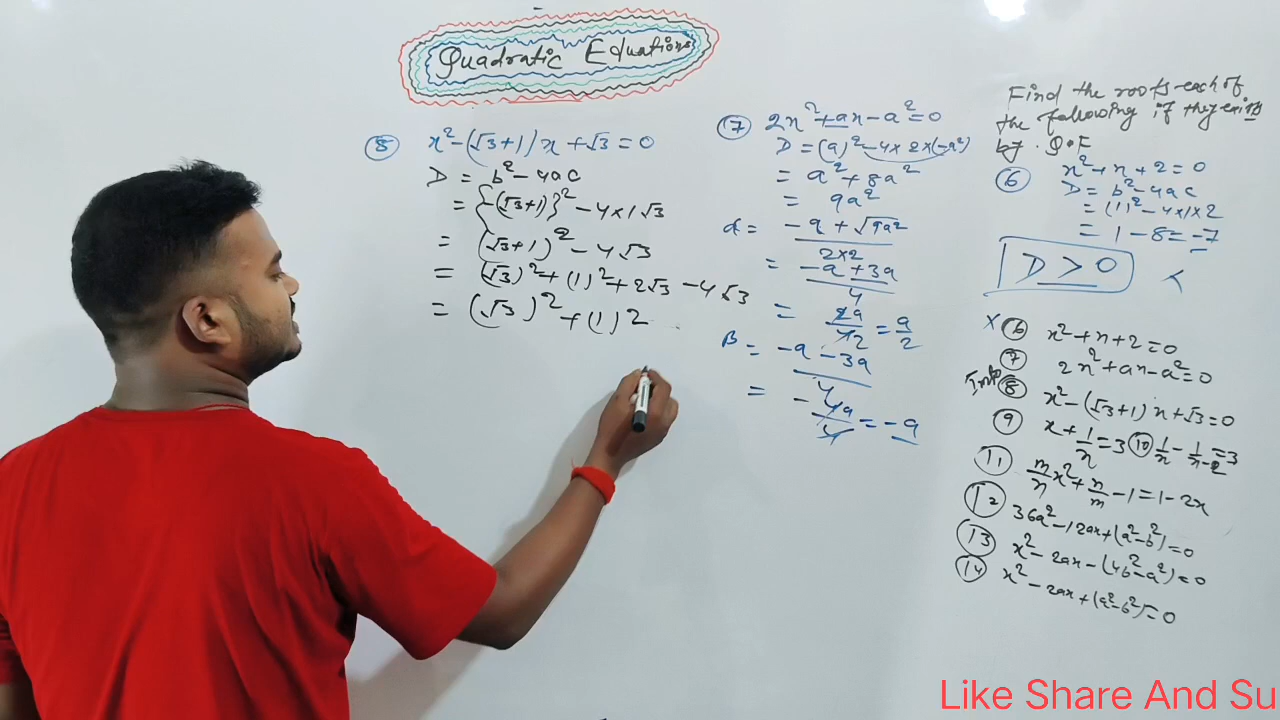 Quadratic Equations
⑧ x²-(√3+1)x+√3=0
D = b²-4ac
= {-(√3+1)}²-4×1√3
= (√3+1)²-4√3
= (√3)²+(1)²+2√3-4√3
= (√3)²+(1)²
⑰ 2x²+ax-a²=0
D=(a)²-4×2×(-a²)
= a²+8a²
= 9a²
α= -a+√9a² / 2×2
= -a+3a / 4
= 2a/42 = a/2
B= -a-3a / 4
= -4a/4 = -a
Find the roots each of
the following if they exist
by. Q.F
⑥ x²+x+2=0
D= b²-4ac
= (1)²-4×1×2
= 1-8=-7
D>0 <
x ⑥ x²+x+2=0
⑦ 2x²+ax-a²=0
⑧ x²-(√3+1)x+√3=0
⑨ x+1/x=3 ⑩ 1/x-1/x-2=3
⑪ m/n x²+n/m-1=1-2x
⑫ 36a²-12ax+(a²-b²)=0
⑬ x²-2ax-(4b²-a²)=0
⑭ x²-2ax+(a²-b²)=0
Like Share And Su